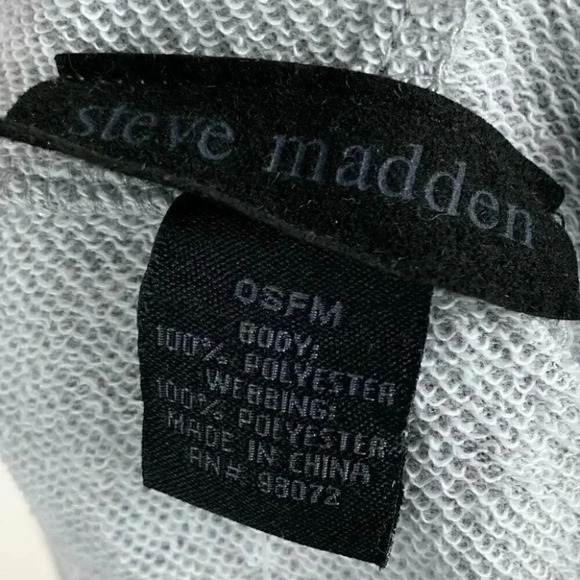 steve madden
OSFM
BODY:
100% POLYESTER
WEBBING:
100% POLYESTER
MADE IN CHINA
RN#: 98072